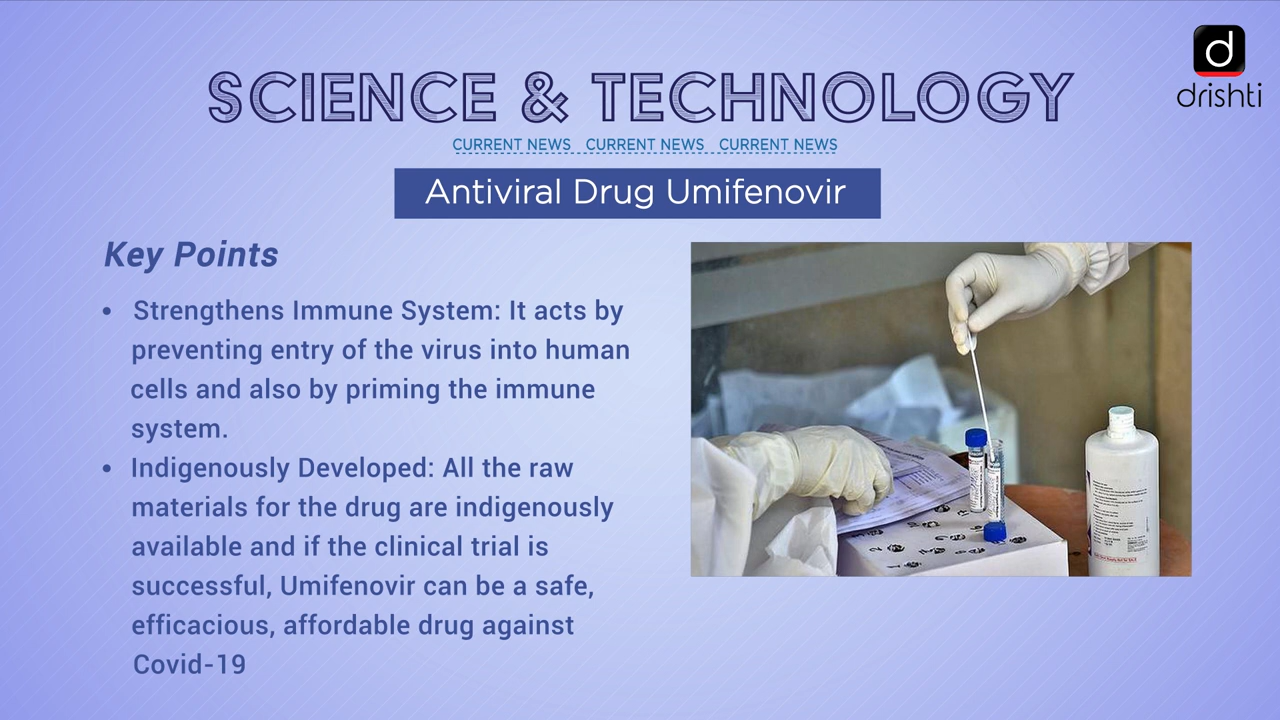 d
drishti
SCIENCE & TECHNOLOGY
CURRENT NEWS CURRENT NEWS CURRENT NEWS
Antiviral Drug Umifenovir
Key Points
• Strengthens Immune System: It acts by
preventing entry of the virus into human
cells and also by priming the immune
system.
• Indigenously Developed: All the raw
materials for the drug are indigenously
available and if the clinical trial is
successful, Umifenovir can be a safe,
efficacious, affordable drug against
Covid-19